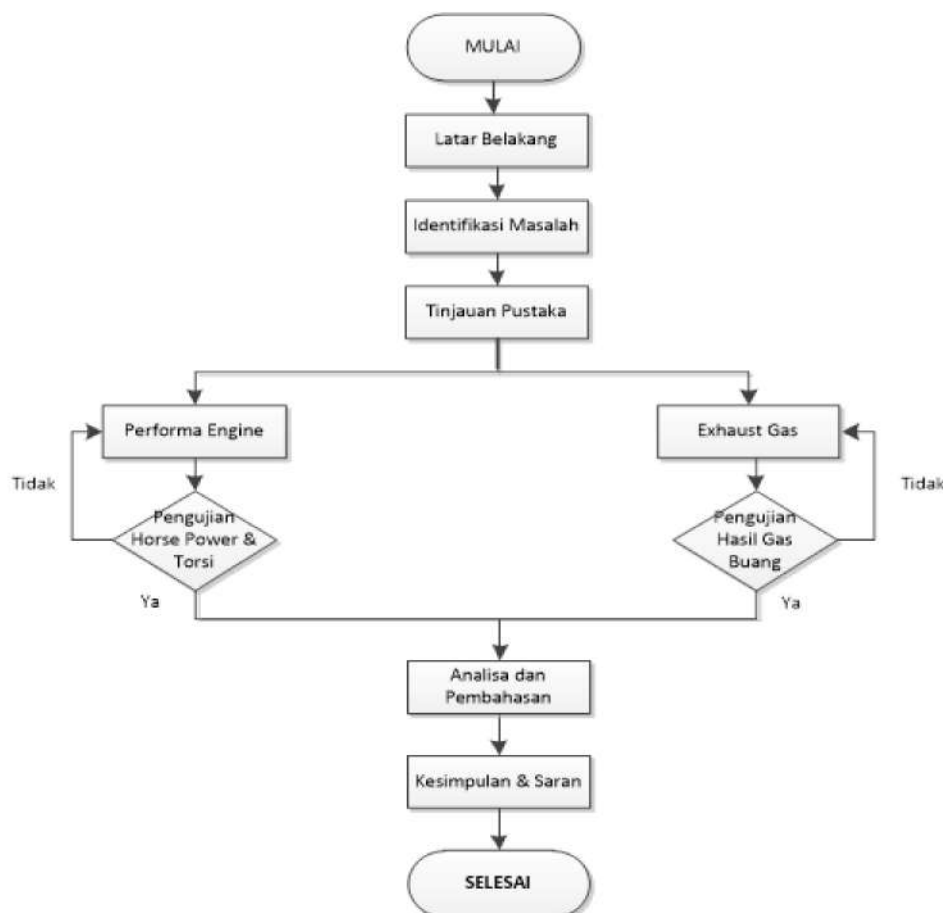 MULAI
Latar Belakang
Identifikasi Masalah
Tinjauan Pustaka
Performa Engine
Exhaust Gas
Tidak
Tidak
Pengujian
Horse Power &
Torsi
Pengujian
Hasil Gas
Buang
Ya
Ya
Analisa dan
Pembahasan
Kesimpulan & Saran
SELESAI